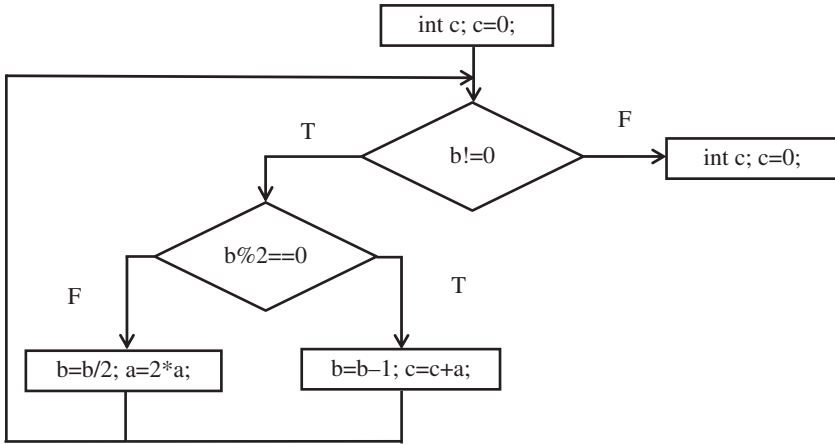 int c; c=0;
T
F
b!=0
int c; c=0;
b%2==0
F
T
b=b/2; a=2*a;
b=b–1; c=c+a;